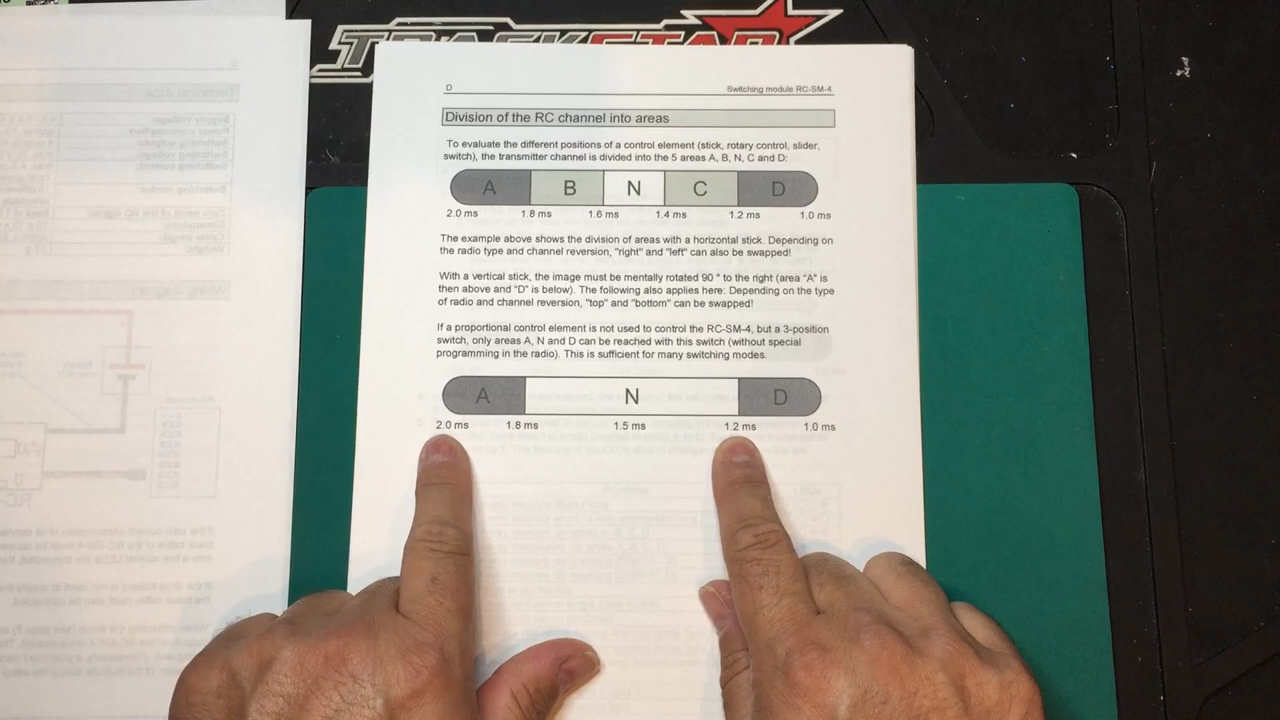 TRACKSTAR
D Switching module RC-SM-4
Division of the RC channel into areas
To evaluate the different positions of a control element (stick, rotary control, slider,
switch), the transmitter channel is divided into the 5 areas A, B, N, C and D:
A B N C D
2.0 ms 1.8 ms 1.6 ms 1.4 ms 1.2 ms 1.0 ms
The example above shows the division of areas with a horizontal stick. Depending on
the radio type and channel reversion, "right" and "left" can also be swapped!
With a vertical stick, the image must be mentally rotated 90 ° to the right (area "A" is
then above and "D" is below). The following also applies here: Depending on the type
of radio and channel reversion, "top" and "bottom" can be swapped!
If a proportional control element is not used to control the RC-SM-4, but a 3-position
switch, only areas A, N and D can be reached with this switch (without special
programming in the radio). This is sufficient for many switching modes.
A N D
2.0 ms 1.8 ms 1.5 ms 1.2 ms 1.0 ms